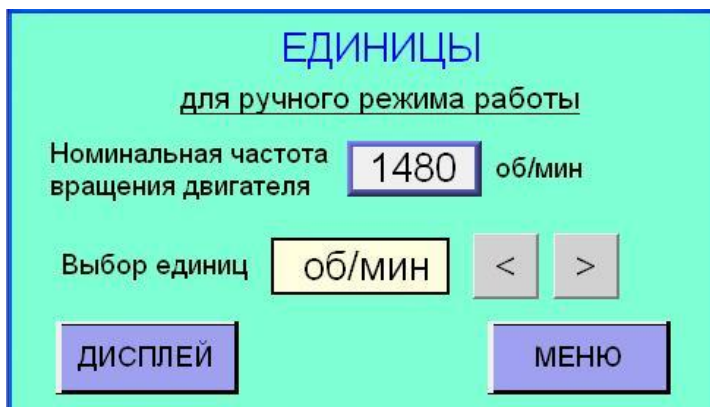 ЕДИНИЦЫ
для ручного режима работы
Номинальная частота
вращения двигателя
1480 об/мин
Выбор единиц об/мин < >
ДИСПЛЕЙ МЕНЮ